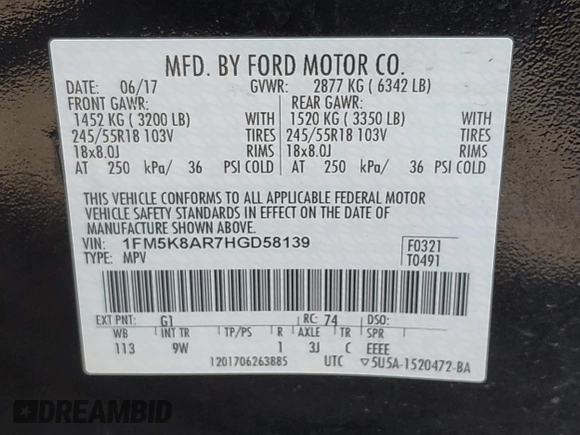 MFD. BY FORD MOTOR CO.
DATE: 06/17 GVWR: 2877 KG ( 6342 LB)
FRONT GAWR: REAR GAWR:
1452 KG ( 3200 LB) WITH 1520 KG ( 3350 LB) WITH
245/55R18 103V TIRES 245/55R18 103V TIRES
18x8.0J RIMS 18x8.0J RIMS
AT 250 kPa/ 36 PSI COLD AT 250 kPa/ 36 PSI COLD
THIS VEHICLE CONFORMS TO ALL APPLICABLE FEDERAL MOTOR
VEHICLE SAFETY STANDARDS IN EFFECT ON THE DATE OF
MANUFACTURE SHOWN ABOVE.
VIN: 1FM5K8AR7HGD58139 F0321
TYPE: MPV T0491
EXT PNT: G1 RC: 74 DSO:
WB INT TR TP/PS R AXLE TR SPR
113 9W 1 3J C EEEE
1201706263885 UTC ▽5U5A-1520472-BA
DREAMBID